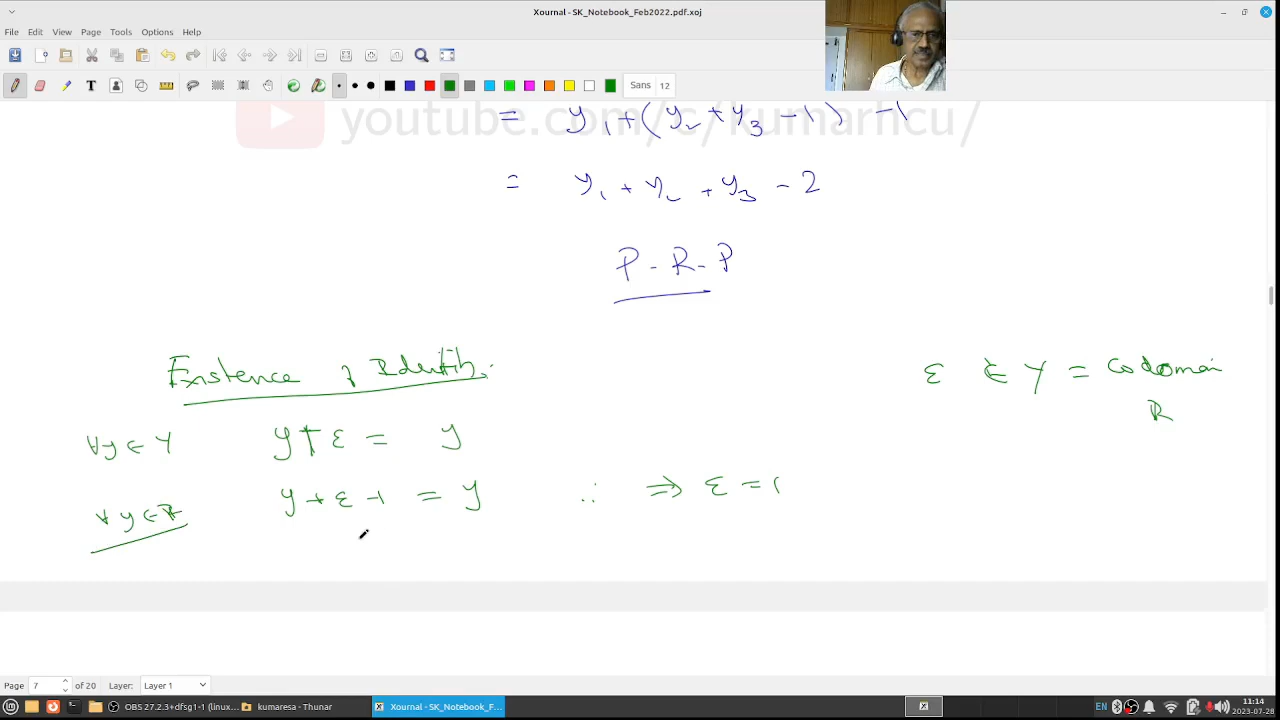 Xournal - SK_Notebook_Feb2022.pdf.xoj
File Edit View Page Tools Options Help
Sans 12
youtube.com/c/kumarhcu/
= y₁+(y₂+y₃-1) -1
= y₁+y₂+y₃-2
P-R-P
Existence of Identity
ε ∈ Y = Codomain
R
∀y∈Y y+ε = y
∀y∈R y+ε-1 = y ∴ ⇒ ε=1
Page 7 of 20 Layer: Layer 1
OBS 27.2.3+dfsg1-1 (linux... kumaresa - Thunar Xournal - SK_Notebook_F... EN 11:14
2023-07-28